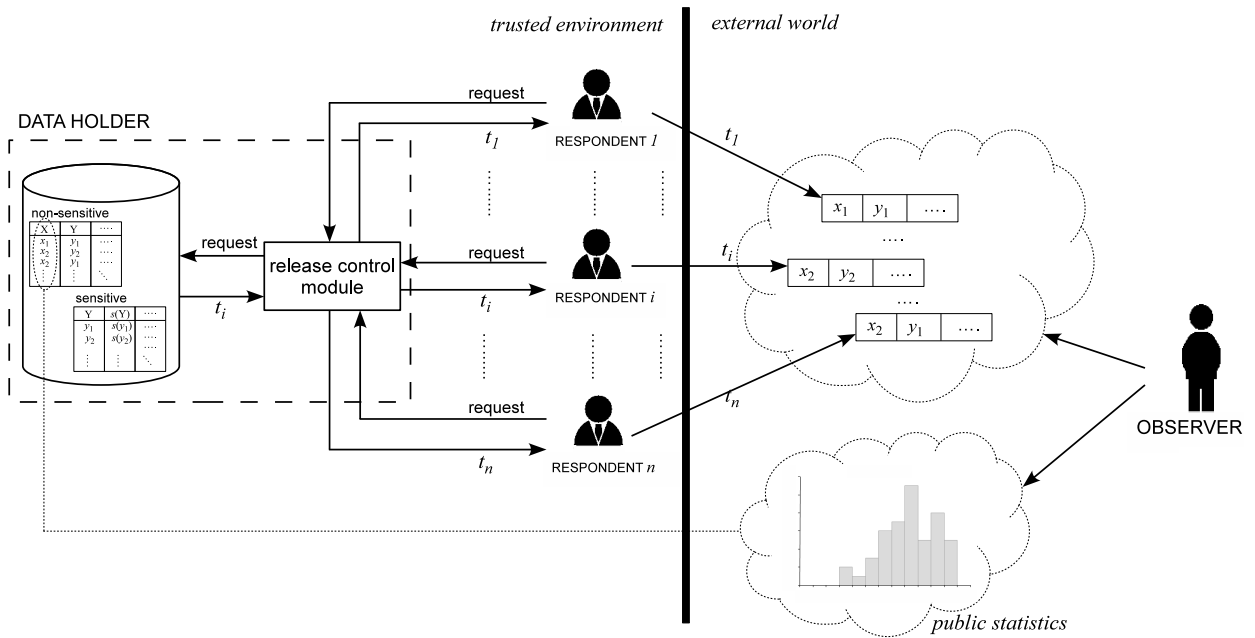 trusted environment
external world
request
t1
RESPONDENT 1
t1
DATA HOLDER
non-sensitive
X Y ....
x1 y1 ....
x2 y2 ....
x2 y1 ....
request
release control
module
request
ti
RESPONDENT i
ti
ti
sensitive
Y s(Y) ....
y1 s(y1) ....
y2 s(y2) ....
x1 y1 ....
....
x2 y2 ....
....
x2 y1 ....
request
tn
RESPONDENT n
tn
OBSERVER
public statistics